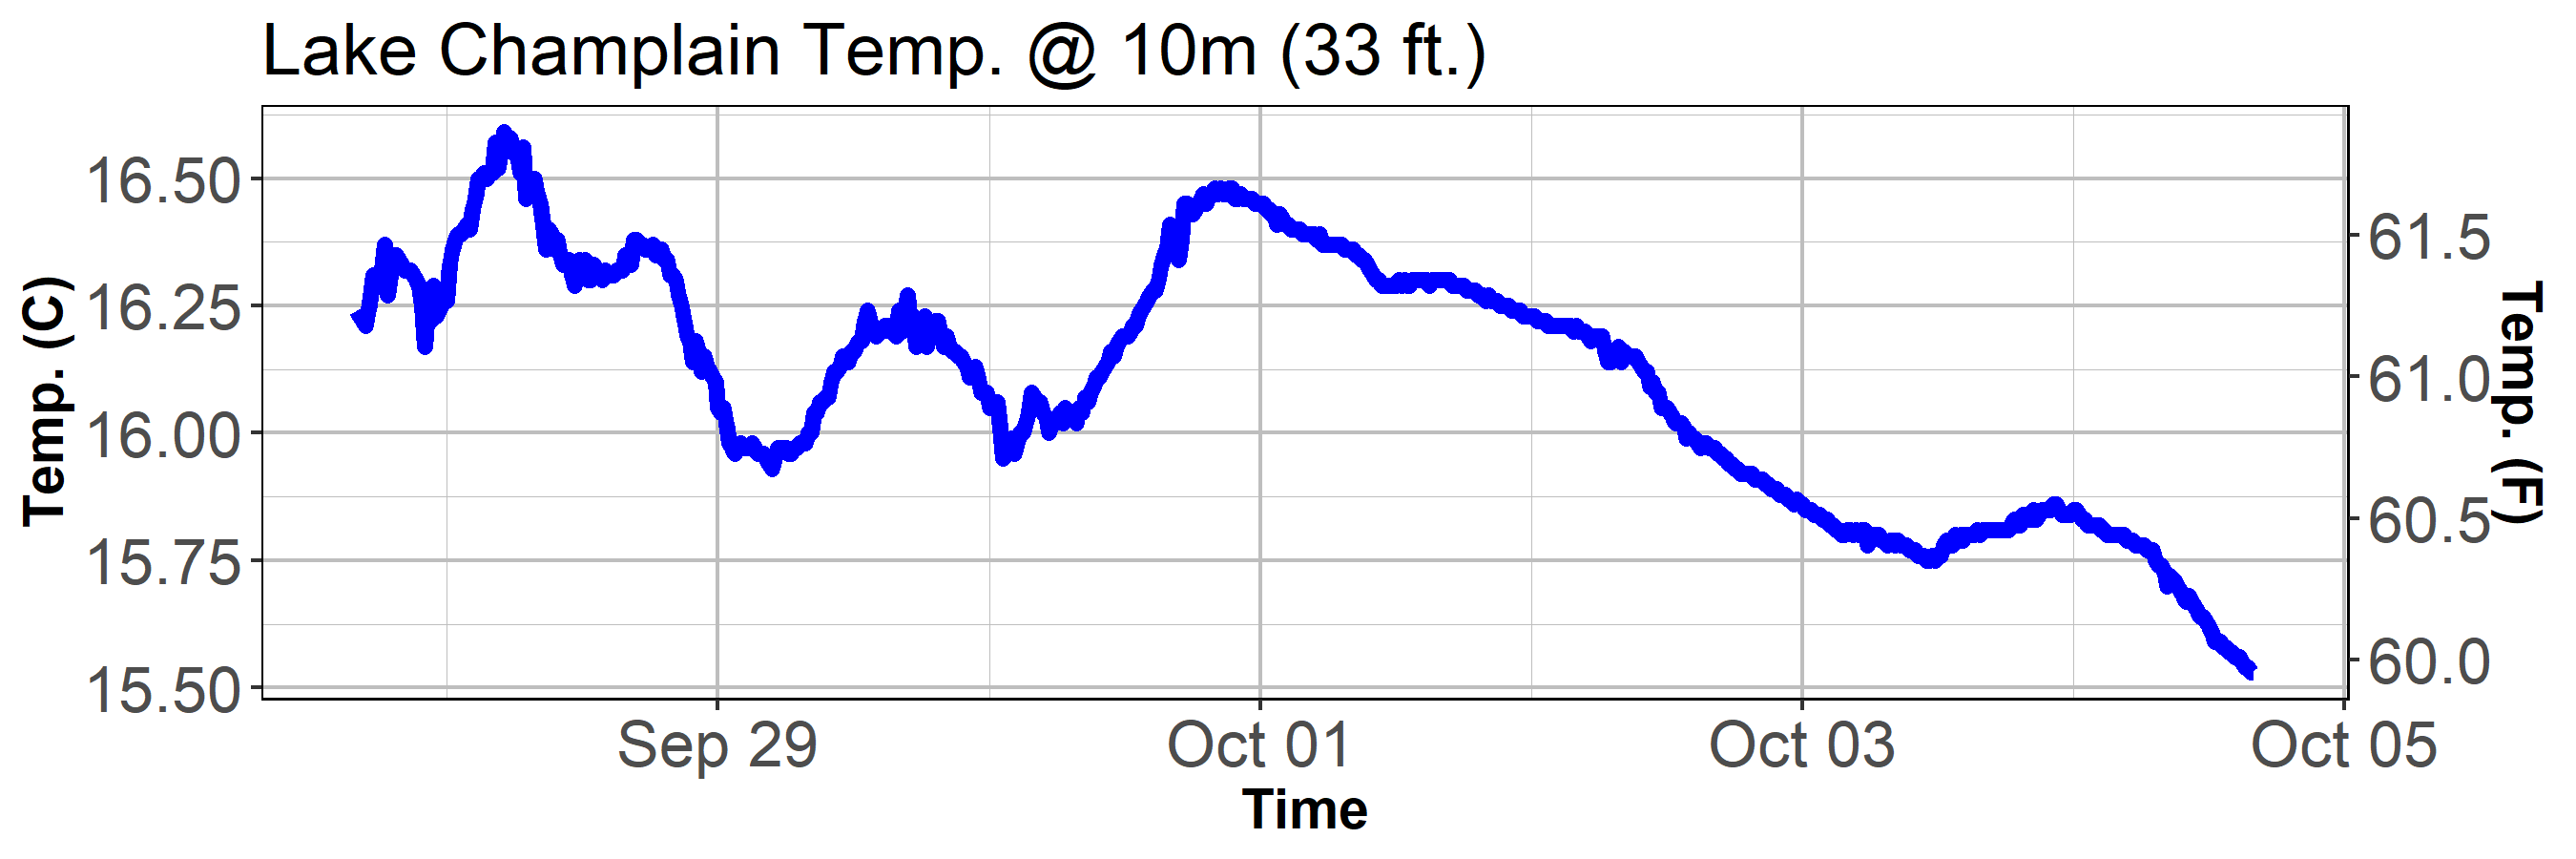 Lake Champlain Temp. @ 10m (33 ft.)
Temp. (C)
16.50
16.25
16.00
15.75
15.50
61.5
61.0
60.5
60.0
Temp. (F)
Sep 29 Oct 01 Oct 03 Oct 05
Time